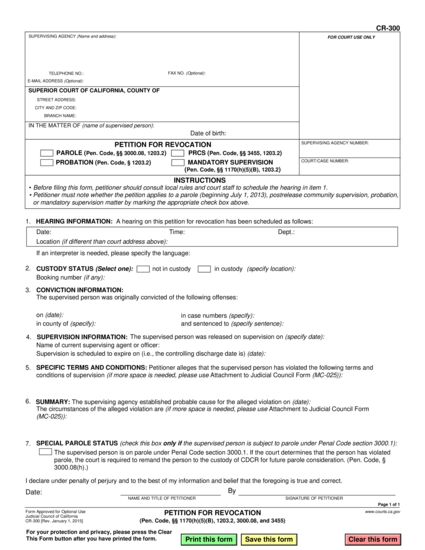 CR-300
SUPERVISING AGENCY (Name and address):
FOR COURT USE ONLY
TELEPHONE NO.:
FAX NO. (Optional):
E-MAIL ADDRESS (Optional):
SUPERIOR COURT OF CALIFORNIA, COUNTY OF
STREET ADDRESS:
CITY AND ZIP CODE:
BRANCH NAME:
IN THE MATTER OF (name of supervised person):
Date of birth:
PETITION FOR REVOCATION
SUPERVISING AGENCY NUMBER:
PAROLE (Pen. Code, §§ 3000.08, 1203.2)
PRCS (Pen. Code, §§ 3455, 1203.2)
PROBATION (Pen. Code, § 1203.2)
MANDATORY SUPERVISION
(Pen. Code, §§ 1170(h)(5)(B), 1203.2)
COURT/CASE NUMBER:
INSTRUCTIONS
• Before filing this form, petitioner should consult local rules and court staff to schedule the hearing in item 1.
• Petitioner must note whether the petition applies to a parole (beginning July 1, 2013), postrelease community supervision, probation,
or mandatory supervision matter by marking the appropriate check box above.
1. HEARING INFORMATION: A hearing on this petition for revocation has been scheduled as follows:
Date:
Time:
Dept.:
Location (if different than court address above):
If an interpreter is needed, please specify the language:
2. CUSTODY STATUS (Select one):
not in custody
in custody (specify location):
Booking number (if any):
3. CONVICTION INFORMATION:
The supervised person was originally convicted of the following offenses:
on (date):
in case numbers (specify):
in county of (specify):
and sentenced to (specify sentence):
4. SUPERVISION INFORMATION: The supervised person was released on supervision on (specify date):
Name of current supervising agent or officer:
Supervision is scheduled to expire on (i.e., the controlling discharge date is) (date):
5. SPECIFIC TERMS AND CONDITIONS: Petitioner alleges that the supervised person has violated the following terms and
conditions of supervision (if more space is needed, please use Attachment to Judicial Council Form (MC-025)):
6. SUMMARY: The supervising agency established probable cause for the alleged violation on (date):
The circumstances of the alleged violation are (if more space is needed, please use Attachment to Judicial Council Form
(MC-025)):
7. SPECIAL PAROLE STATUS (check this box only if the supervised person is subject to parole under Penal Code section 3000.1):
The supervised person is on parole under Penal Code section 3000.1. If the court determines that the person has violated
parole, the court is required to remand the person to the custody of CDCR for future parole consideration. (Pen. Code, §
3000.08(h).)
I declare under penalty of perjury and to the best of my information and belief that the foregoing is true and correct.
Date:
By
NAME AND TITLE OF PETITIONER
SIGNATURE OF PETITIONER
Page 1 of 1
Form Approved for Optional Use
Judicial Council of California
CR-300 [Rev. January 1, 2015]
PETITION FOR REVOCATION
(Pen. Code, §§ 1170(h)(5)(B), 1203.2, 3000.08, and 3455)
www.courts.ca.gov
For your protection and privacy, please press the Clear
This Form button after you have printed the form.
Print this form
Save this form
Clear this form